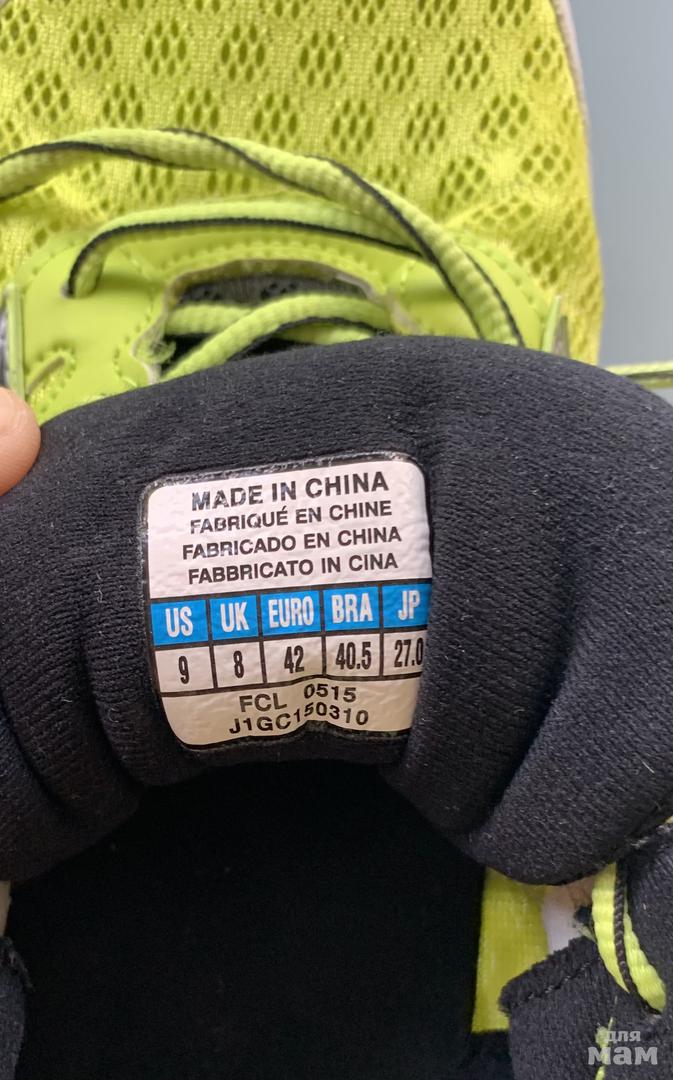 MADE IN CHINA
FABRIQUÉ EN CHINE
FABRICADO EN CHINA
FABBRICATO IN CINA
US UK EURO BRA JP
9 8 42 40.5 27.0
FCL 0515
J1GC150310
для
мам